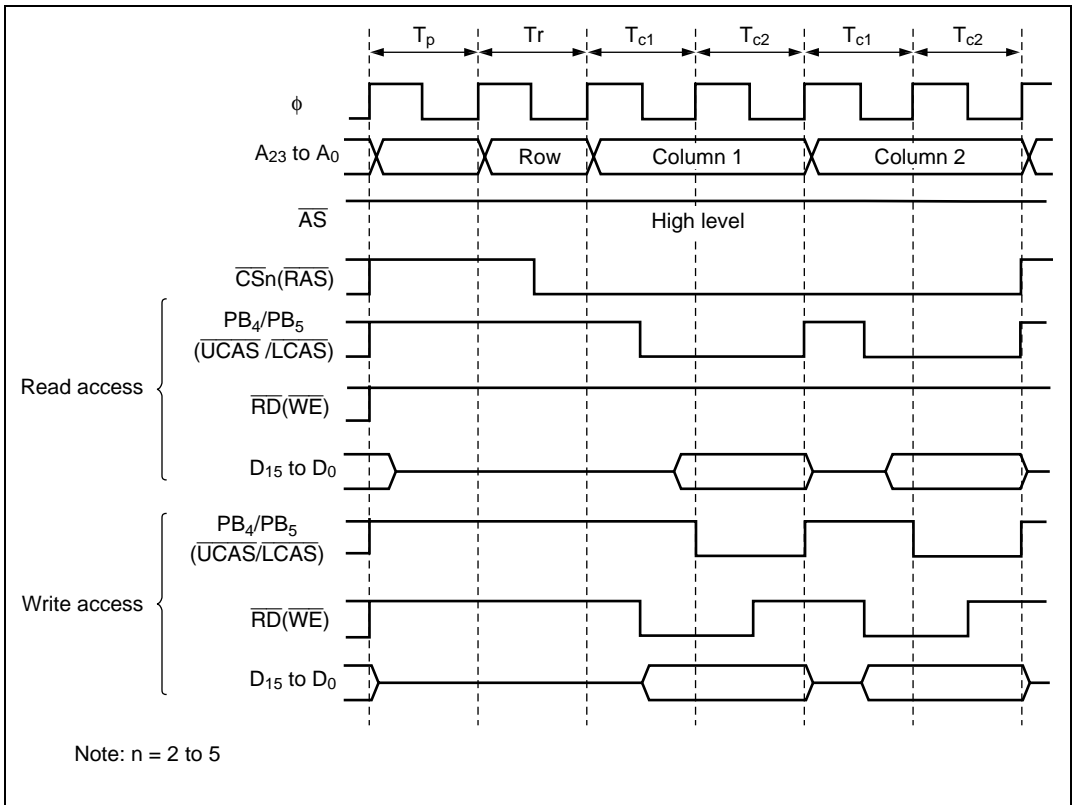 Tp Tr Tc1 Tc2 Tc1 Tc2
φ
A23 to A0 Row Column 1 Column 2
AS High level
CSn(RAS)
PB4/PB5
(UCAS /LCAS)
Read access
RD(WE)
D15 to D0
PB4/PB5
(UCAS/LCAS)
Write access
RD(WE)
D15 to D0
Note: n = 2 to 5